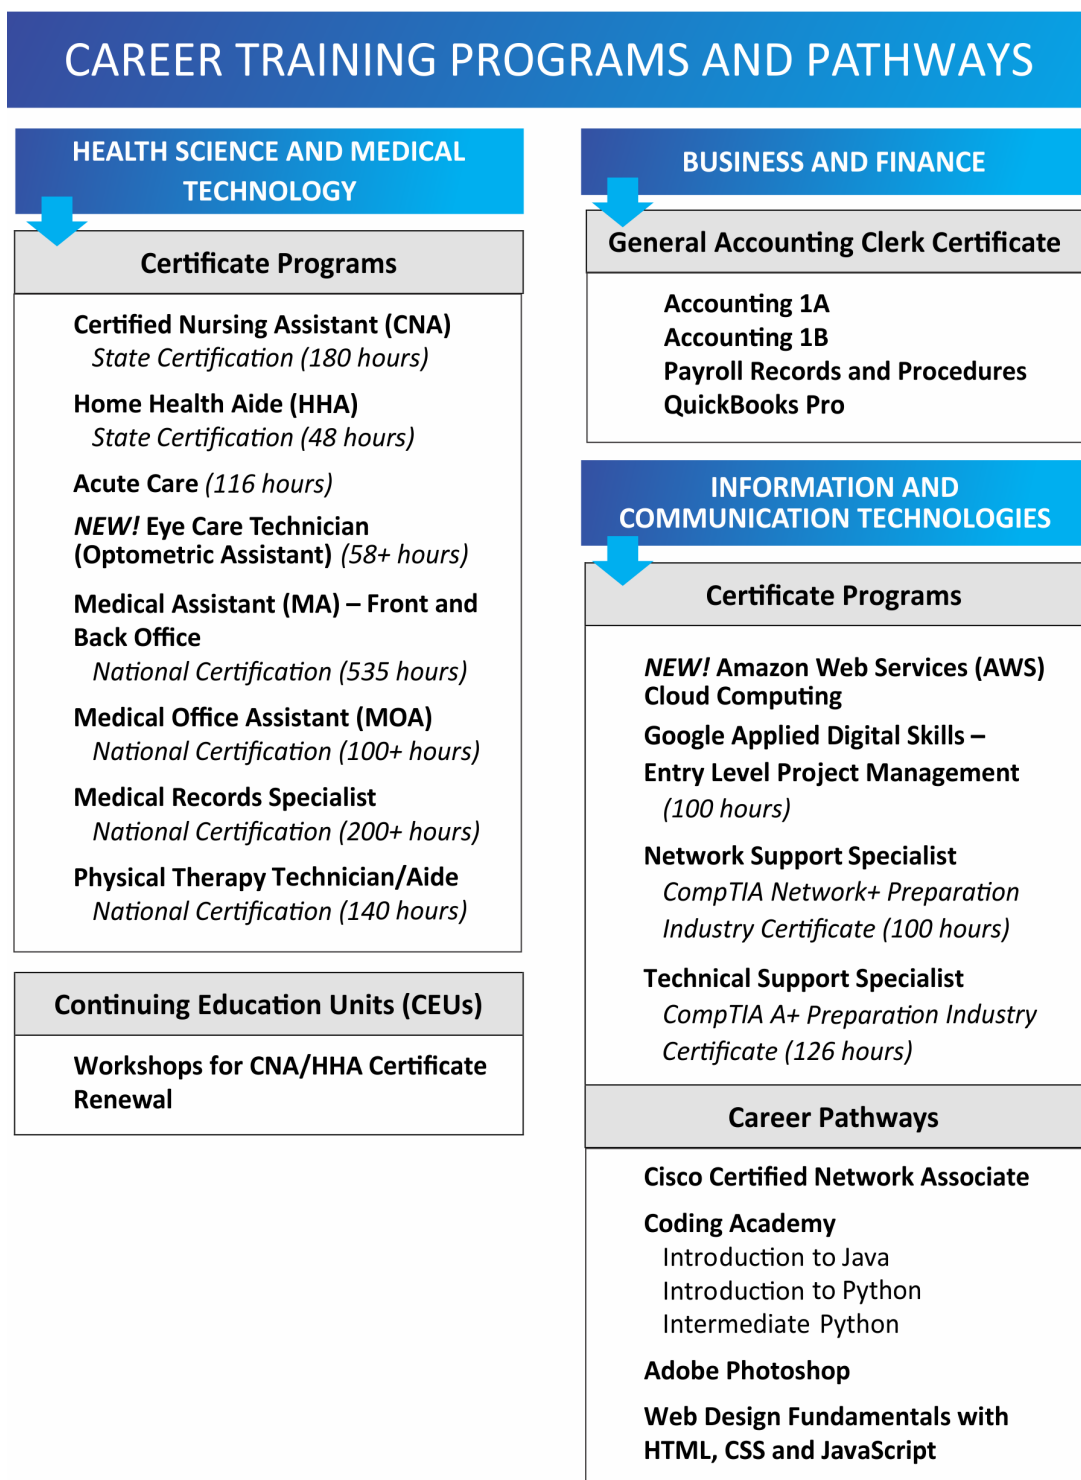 CAREER TRAINING PROGRAMS AND PATHWAYS
HEALTH SCIENCE AND MEDICAL
TECHNOLOGY
Certificate Programs
Certified Nursing Assistant (CNA)
State Certification (180 hours)
Home Health Aide (HHA)
State Certification (48 hours)
Acute Care (116 hours)
NEW! Eye Care Technician
(Optometric Assistant) (58+ hours)
Medical Assistant (MA) – Front and
Back Office
National Certification (535 hours)
Medical Office Assistant (MOA)
National Certification (100+ hours)
Medical Records Specialist
National Certification (200+ hours)
Physical Therapy Technician/Aide
National Certification (140 hours)
Continuing Education Units (CEUs)
Workshops for CNA/HHA Certificate
Renewal
BUSINESS AND FINANCE
General Accounting Clerk Certificate
Accounting 1A
Accounting 1B
Payroll Records and Procedures
QuickBooks Pro
INFORMATION AND
COMMUNICATION TECHNOLOGIES
Certificate Programs
NEW! Amazon Web Services (AWS)
Cloud Computing
Google Applied Digital Skills –
Entry Level Project Management
(100 hours)
Network Support Specialist
CompTIA Network+ Preparation
Industry Certificate (100 hours)
Technical Support Specialist
CompTIA A+ Preparation Industry
Certificate (126 hours)
Career Pathways
Cisco Certified Network Associate
Coding Academy
Introduction to Java
Introduction to Python
Intermediate Python
Adobe Photoshop
Web Design Fundamentals with
HTML, CSS and JavaScript